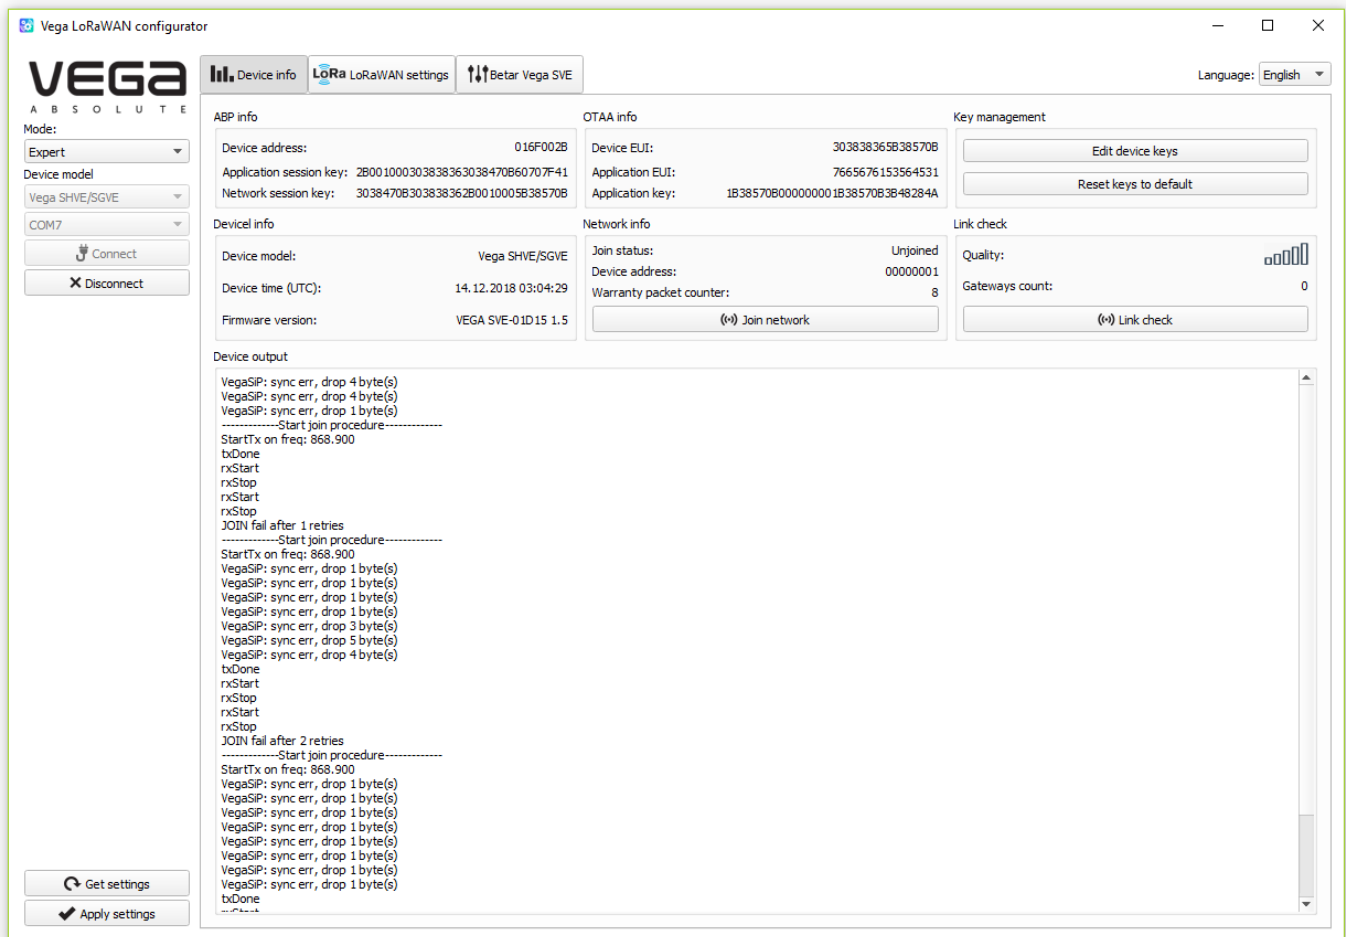 Vega LoRaWAN configurator
VEGA
ABSOLUTE
Mode:
Expert
Device model
Vega SHVE/SGVE
COM7
Connect
Disconnect
Get settings
Apply settings
Device info
LoRa LoRaWAN settings
Betar Vega SVE
Language: English
ABP info
Device address: 016F002B
Application session key: 2B0010003038383630384 70B60707F41
Network session key: 3038470B303838362B0010005B38570B
OTAA info
Device EUI: 303838365B38570B
Application EUI: 7665676153564531
Application key: 1B38570B000000001B38570B3B48284A
Key management
Edit device keys
Reset keys to default
Devicel info
Device model: Vega SHVE/SGVE
Device time (UTC): 14.12.2018 03:04:29
Firmware version: VEGA SVE-01D15 1.5
Network info
Join status: Unjoined
Device address: 00000001
Warranty packet counter: 8
Join network
Link check
Quality:
Gateways count: 0
Link check
Device output
VegaSiP: sync err, drop 4 byte(s)
VegaSiP: sync err, drop 4 byte(s)
VegaSiP: sync err, drop 1 byte(s)
-------------Start join procedure-------------
StartTx on freq: 868.900
txDone
rxStart
rxStop
rxStart
rxStop
JOIN fail after 1 retries
-------------Start join procedure-------------
StartTx on freq: 868.900
VegaSiP: sync err, drop 1 byte(s)
VegaSiP: sync err, drop 1 byte(s)
VegaSiP: sync err, drop 1 byte(s)
VegaSiP: sync err, drop 1 byte(s)
VegaSiP: sync err, drop 3 byte(s)
VegaSiP: sync err, drop 5 byte(s)
VegaSiP: sync err, drop 4 byte(s)
txDone
rxStart
rxStop
rxStart
rxStop
JOIN fail after 2 retries
-------------Start join procedure-------------
StartTx on freq: 868.900
VegaSiP: sync err, drop 1 byte(s)
VegaSiP: sync err, drop 1 byte(s)
VegaSiP: sync err, drop 1 byte(s)
VegaSiP: sync err, drop 1 byte(s)
VegaSiP: sync err, drop 1 byte(s)
VegaSiP: sync err, drop 1 byte(s)
VegaSiP: sync err, drop 1 byte(s)
VegaSiP: sync err, drop 1 byte(s)
txDone